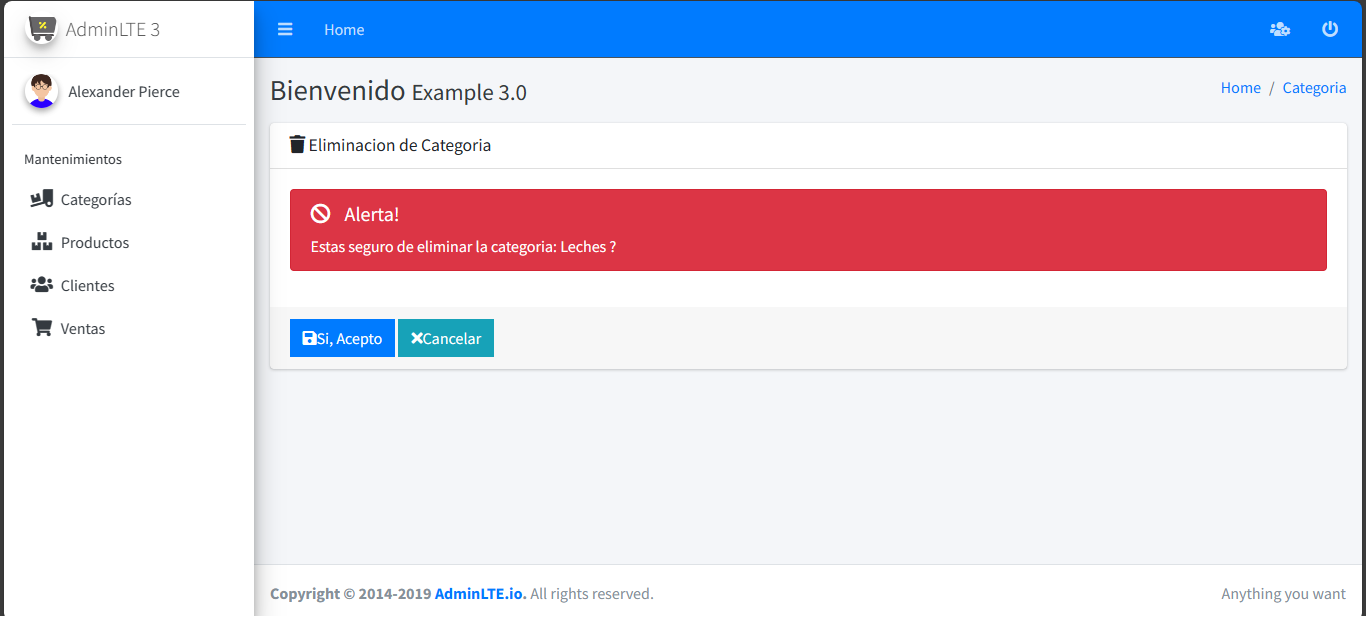 AdminLTE 3
Home
Alexander Pierce
Bienvenido Example 3.0
Home / Categoria
Mantenimientos
Categorías
Productos
Clientes
Ventas
Eliminacion de Categoria
Alerta!
Estas seguro de eliminar la categoria: Leches ?
Si, Acepto
Cancelar
Copyright © 2014-2019 AdminLTE.io. All rights reserved.
Anything you want